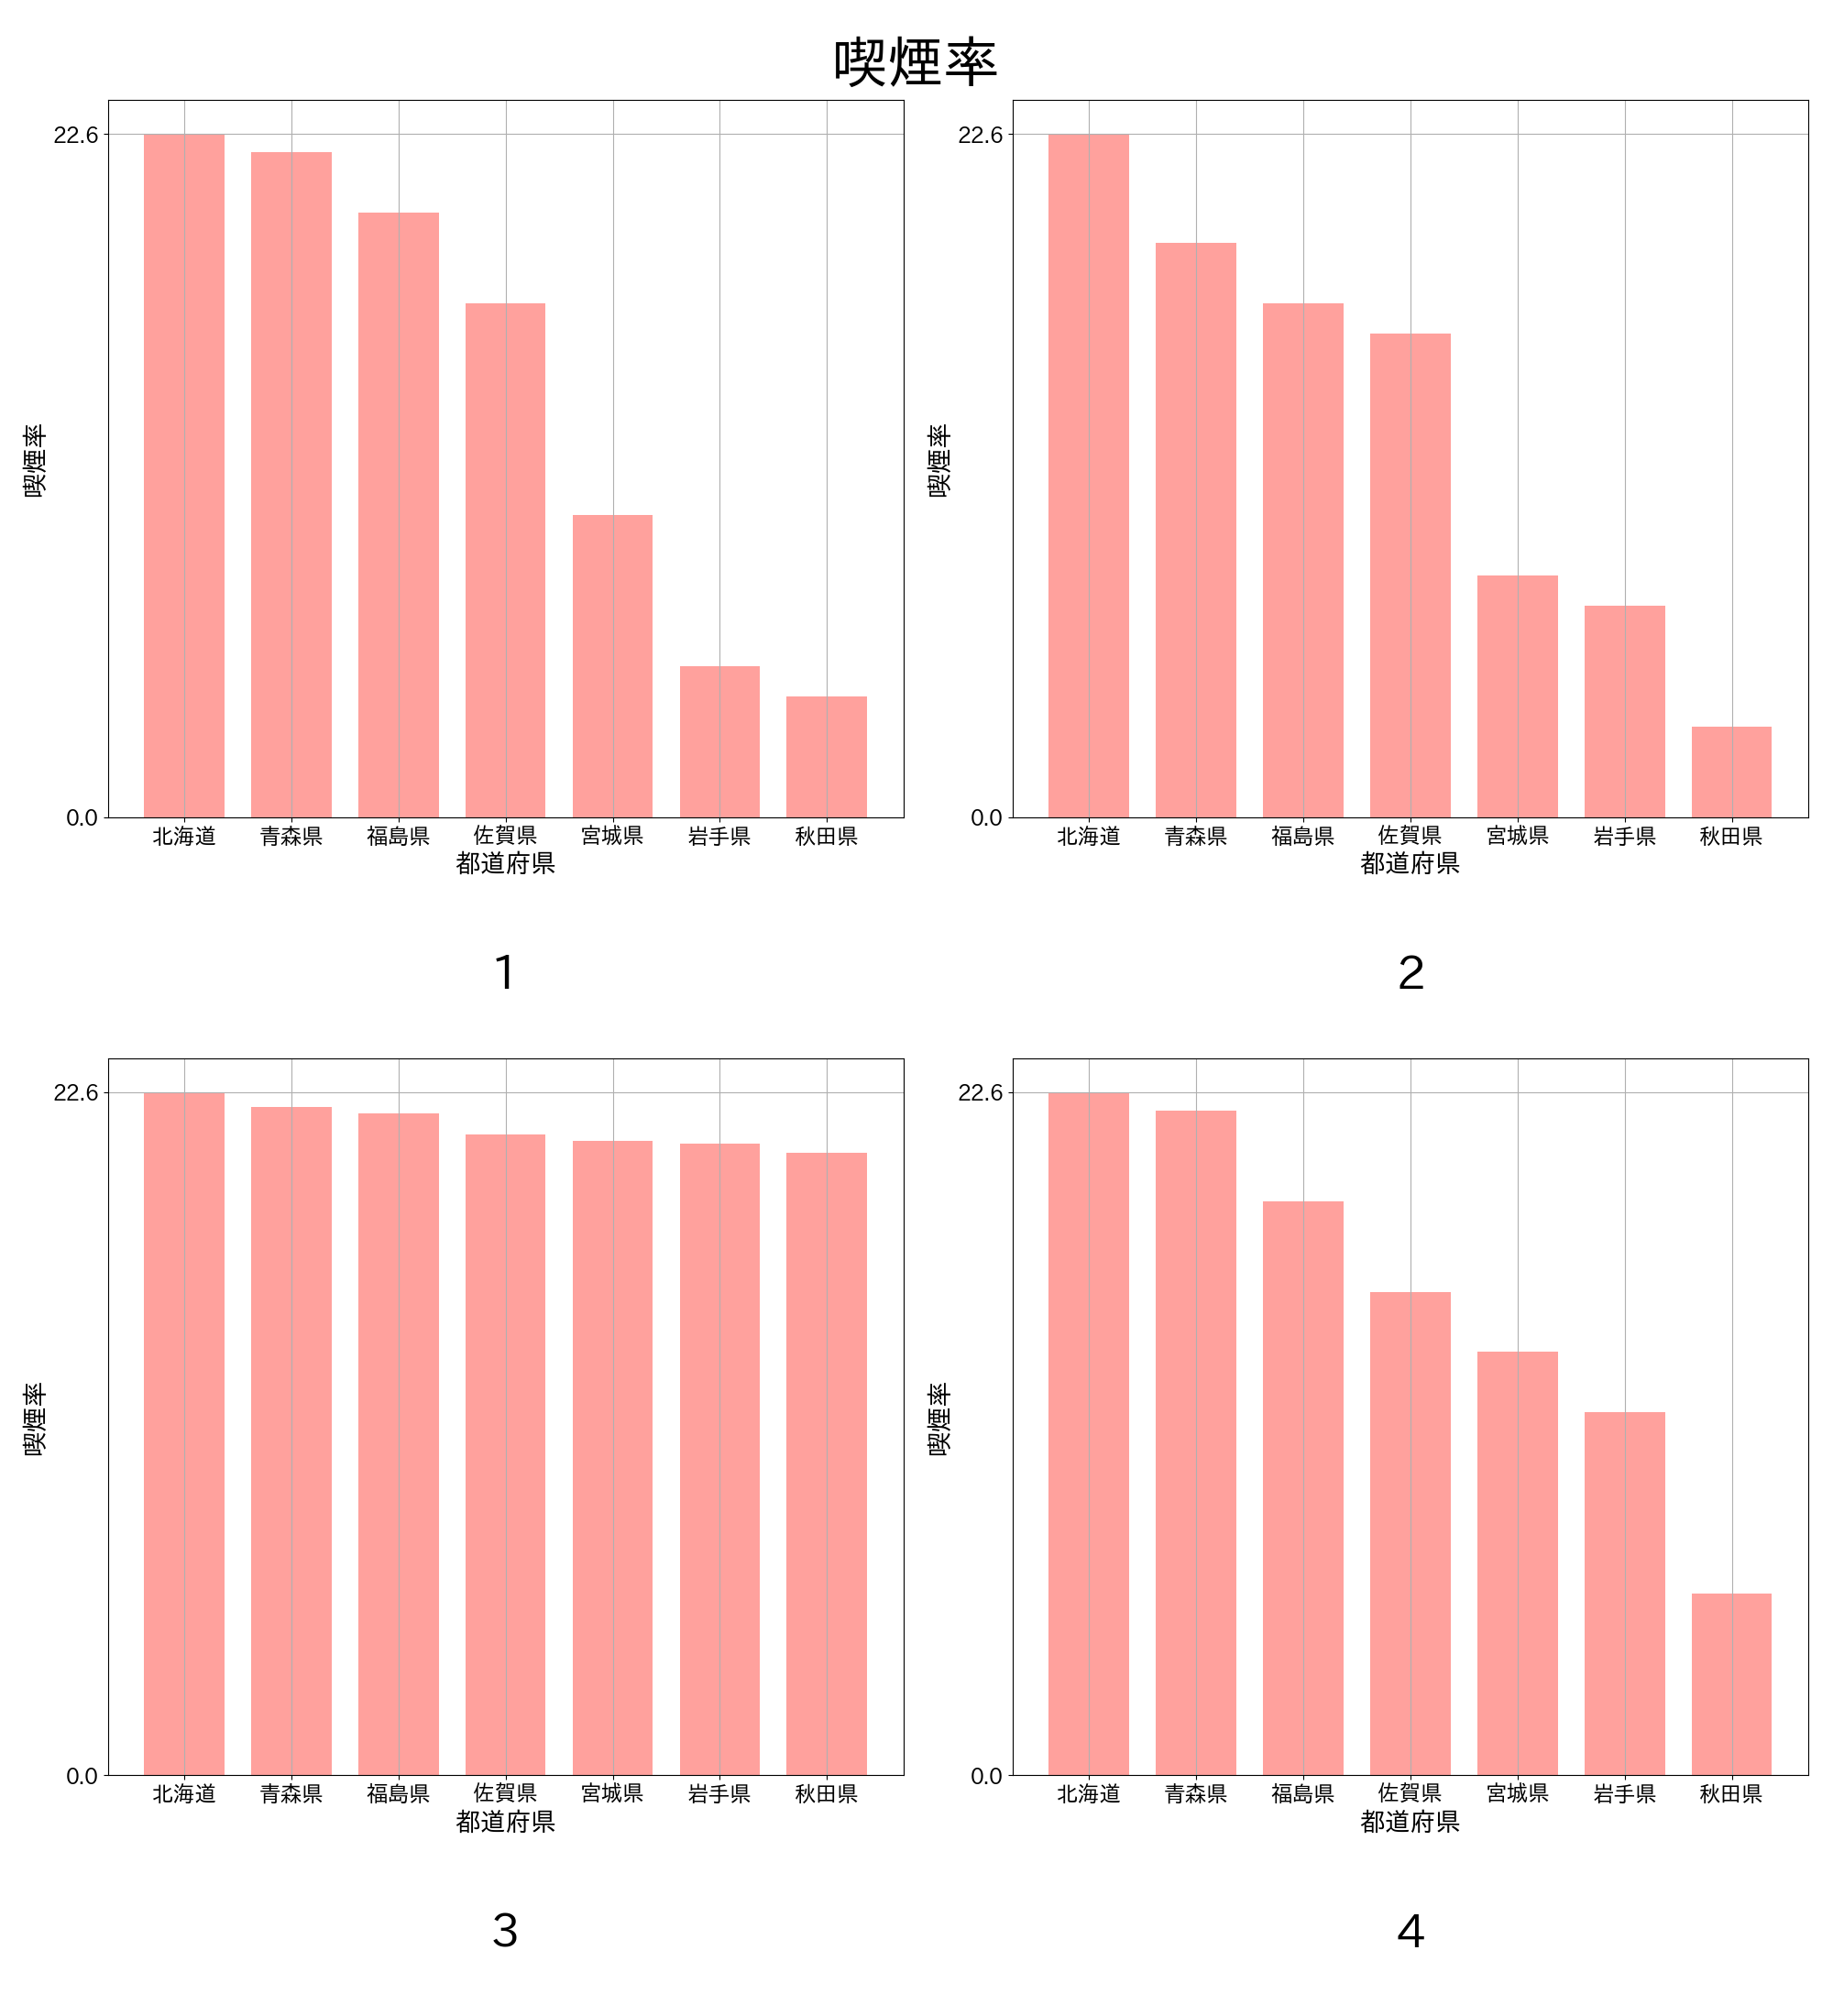 喫煙率
22.6
0.0
喫煙率
北海道 青森県 福島県 佐賀県 宮城県 岩手県 秋田県
都道府県
1
22.6
0.0
喫煙率
北海道 青森県 福島県 佐賀県 宮城県 岩手県 秋田県
都道府県
2
22.6
0.0
喫煙率
北海道 青森県 福島県 佐賀県 宮城県 岩手県 秋田県
都道府県
3
22.6
0.0
喫煙率
北海道 青森県 福島県 佐賀県 宮城県 岩手県 秋田県
都道府県
4